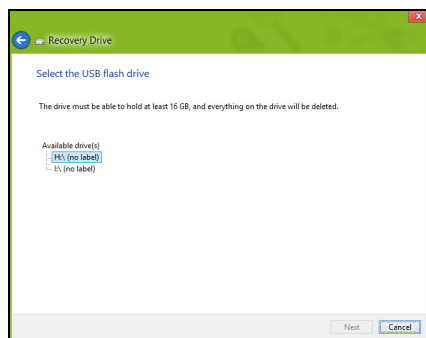 x
Recovery Drive
Select the USB flash drive
The drive must be able to hold at least 16 GB, and everything on the drive will be deleted.
Available drive(s)
H:\ (no label)
I:\ (no label)
Next Cancel